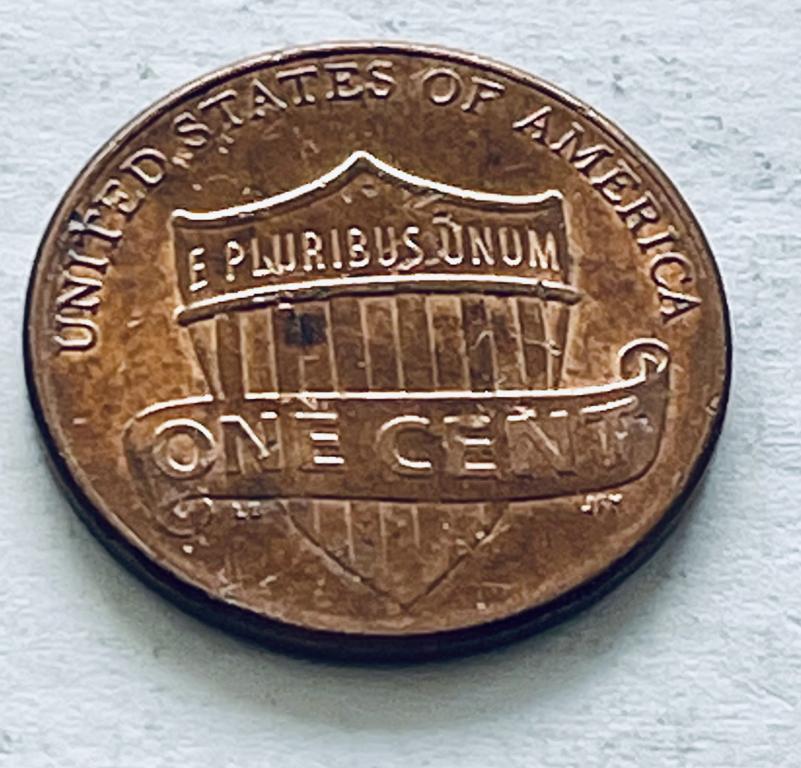 UNITED STATES OF AMERICA
E PLURIBUS UNUM
ONE CENT